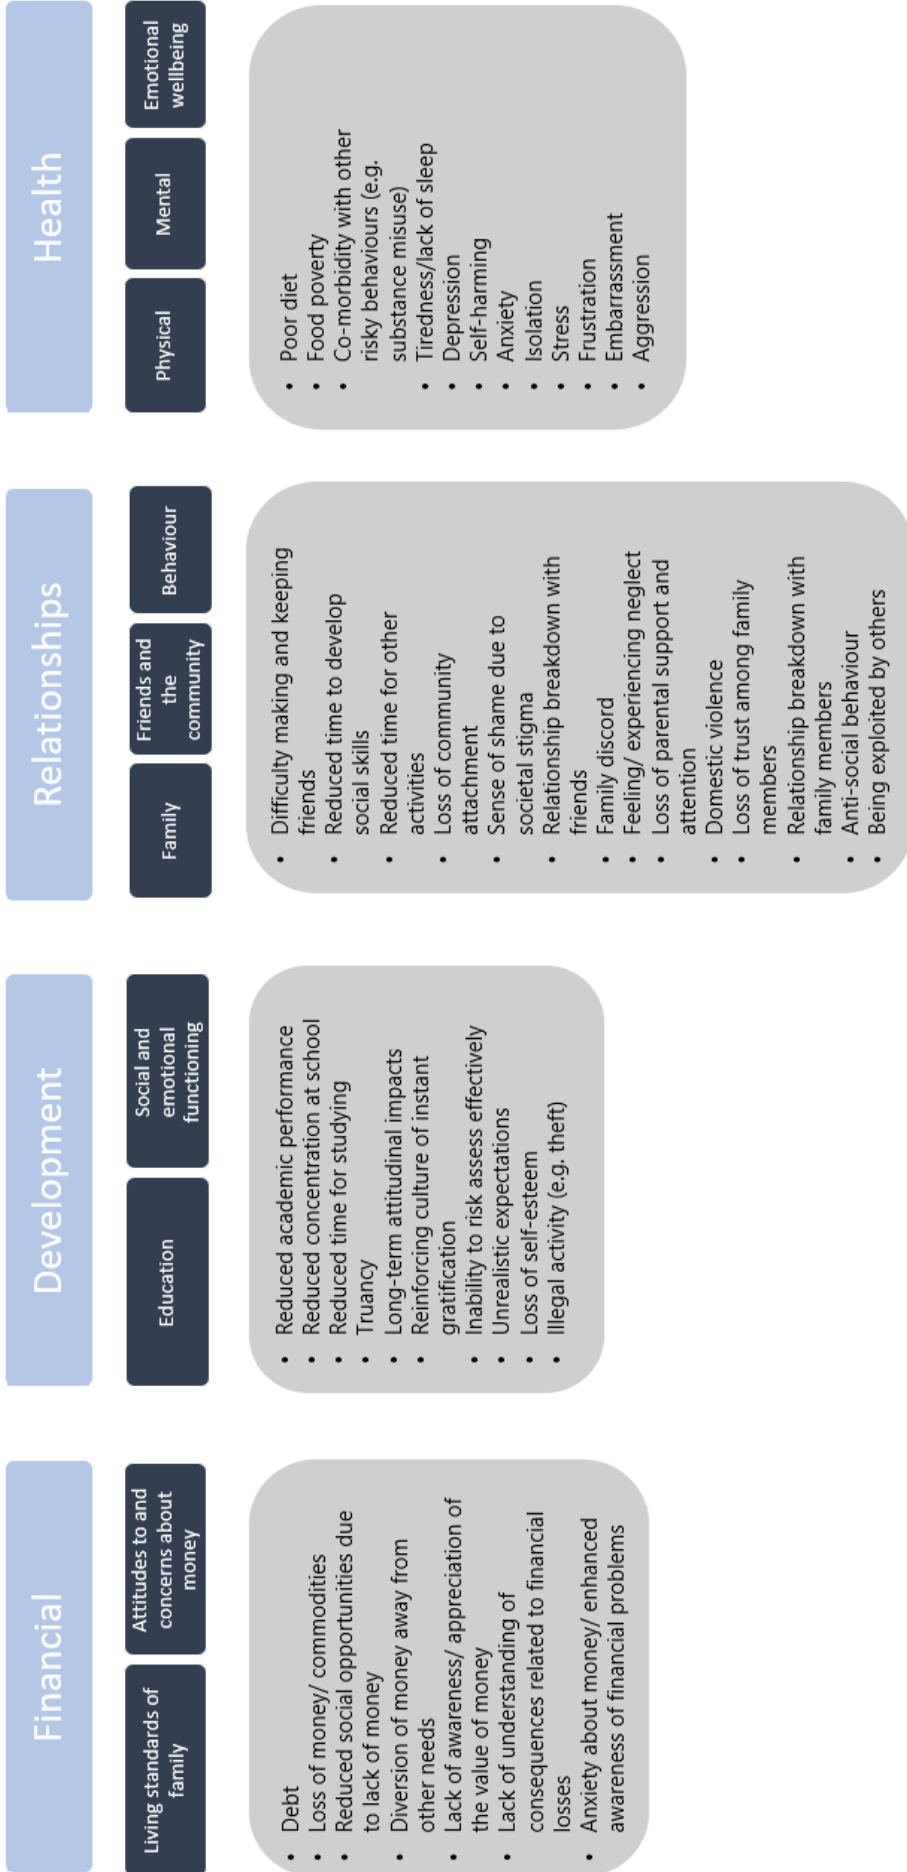 Financial
Living standards of
family
Attitudes to and
concerns about
money
• Debt
• Loss of money/ commodities
• Reduced social opportunities due
to lack of money
• Diversion of money away from
other needs
• Lack of awareness/ appreciation of
the value of money
• Lack of understanding of
consequences related to financial
losses
• Anxiety about money/ enhanced
awareness of financial problems
Development
Education
Social and
emotional
functioning
• Reduced academic performance
• Reduced concentration at school
• Reduced time for studying
• Truancy
• Long-term attitudinal impacts
• Reinforcing culture of instant
gratification
• Inability to risk assess effectively
• Unrealistic expectations
• Loss of self-esteem
• Illegal activity (e.g. theft)
Relationships
Family
Friends and
the
community
Behaviour
• Difficulty making and keeping
friends
• Reduced time to develop
social skills
• Reduced time for other
activities
• Loss of community
attachment
• Sense of shame due to
societal stigma
• Relationship breakdown with
friends
• Family discord
• Feeling/ experiencing neglect
• Loss of parental support and
attention
• Domestic violence
• Loss of trust among family
members
• Relationship breakdown with
family members
• Anti-social behaviour
• Being exploited by others
Health
Physical
Mental
Emotional
wellbeing
• Poor diet
• Food poverty
• Co-morbidity with other
risky behaviours (e.g.
substance misuse)
• Tiredness/lack of sleep
• Depression
• Self-harming
• Anxiety
• Isolation
• Stress
• Frustration
• Embarrassment
• Aggression